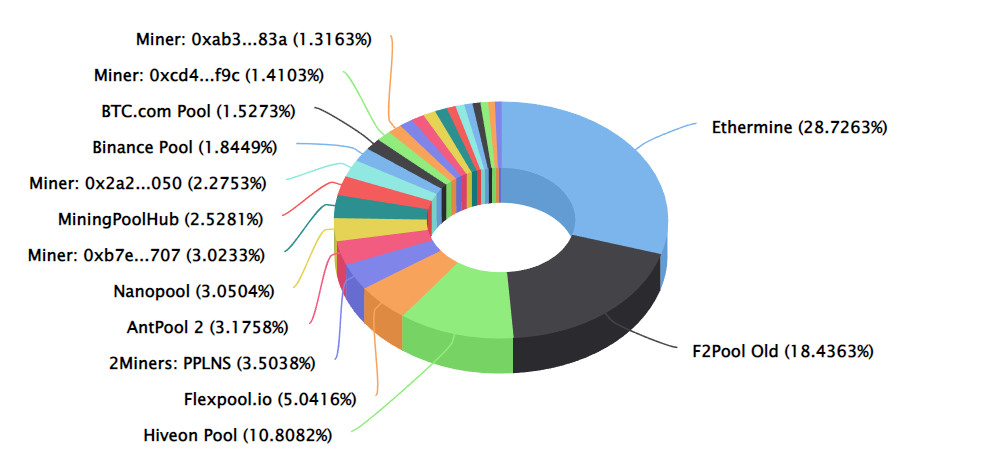 Miner: 0xab3...83a (1.3163%)
Miner: 0xcd4...f9c (1.4103%)
BTC.com Pool (1.5273%)
Binance Pool (1.8449%)
Miner: 0x2a2...050 (2.2753%)
MiningPoolHub (2.5281%)
Miner: 0xb7e...707 (3.0233%)
Nanopool (3.0504%)
AntPool 2 (3.1758%)
2Miners: PPLNS (3.5038%)
Flexpool.io (5.0416%)
Hiveon Pool (10.8082%)
Ethermine (28.7263%)
F2Pool Old (18.4363%)